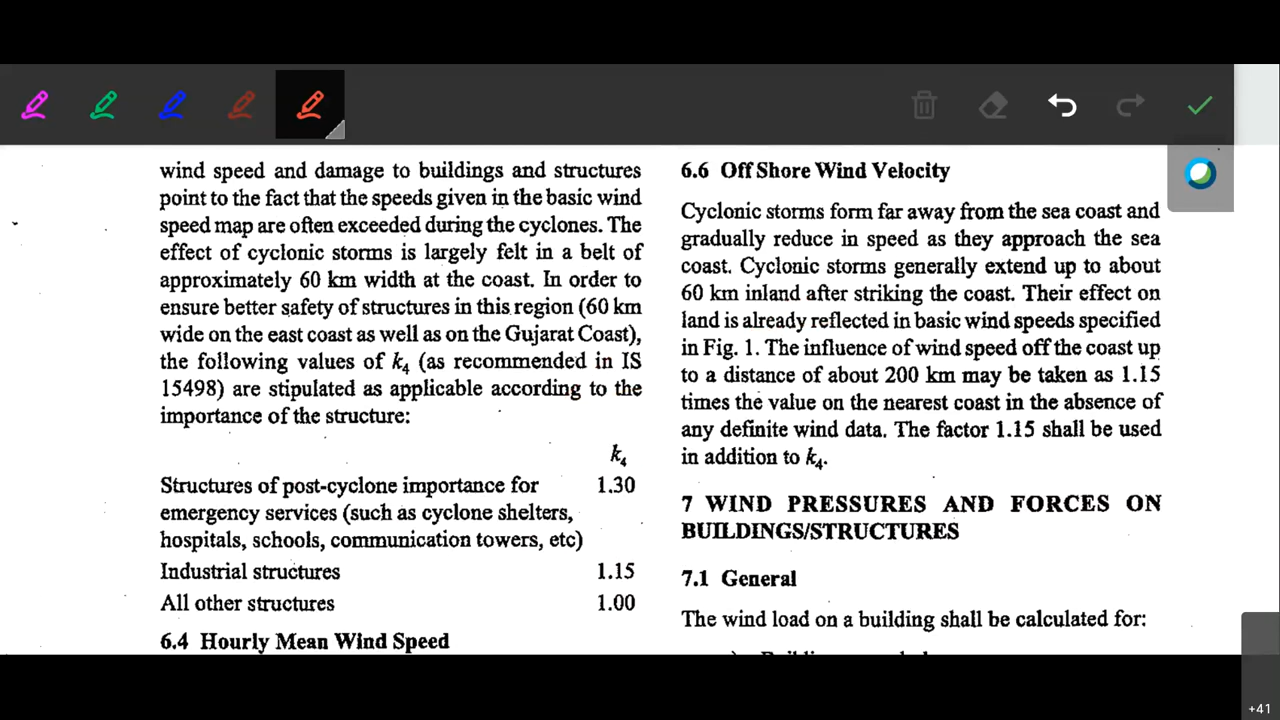 wind speed and damage to buildings and structures
point to the fact that the speeds given in the basic wind
speed map are often exceeded during the cyclones. The
effect of cyclonic storms is largely felt in a belt of
approximately 60 km width at the coast. In order to
ensure better safety of structures in this region (60 km
wide on the east coast as well as on the Gujarat Coast),
the following values of k4 (as recommended in IS
15498) are stipulated as applicable according to the
importance of the structure:
k4
Structures of post-cyclone importance for 1.30
emergency services (such as cyclone shelters,
hospitals, schools, communication towers, etc)
Industrial structures 1.15
All other structures 1.00
6.4 Hourly Mean Wind Speed
6.6 Off Shore Wind Velocity
Cyclonic storms form far away from the sea coast and
gradually reduce in speed as they approach the sea
coast. Cyclonic storms generally extend up to about
60 km inland after striking the coast. Their effect on
land is already reflected in basic wind speeds specified
in Fig. 1. The influence of wind speed off the coast up
to a distance of about 200 km may be taken as 1.15
times the value on the nearest coast in the absence of
any definite wind data. The factor 1.15 shall be used
in addition to k4.
7 WIND PRESSURES AND FORCES ON
BUILDINGS/STRUCTURES
7.1 General
The wind load on a building shall be calculated for:
+41